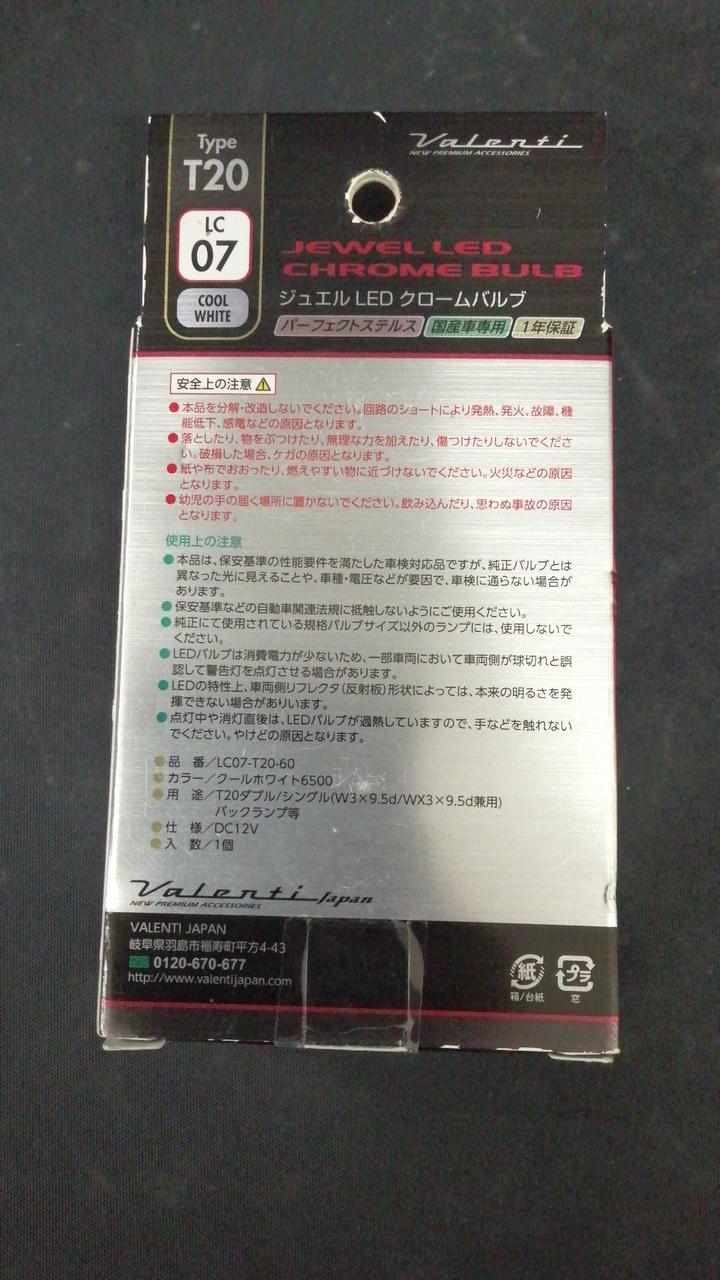 Type
T20
LC
07
COOL
WHITE
Valenti
NEW PREMIUM ACCESSORIES
JEWEL LED
CHROME BULB
ジュエル LED クロームバルブ
パーフェクトステルス 国産車専用 1年保証
安全上の注意
●本品を分解・改造しないでください。回路のショートにより発熱、発火、故障、機
能低下、感電などの原因となります。
●落としたり、物をぶつけたり、無理な力を加えたり、傷つけたりしないでくださ
い。破損した場合、ケガの原因となります。
●紙や布でおおったり、燃えやすい物に近づけないでください。火災などの原因
となります。
●幼児の手の届く場所に置かないでください。飲み込んだり、思わぬ事故の原因
となります。
使用上の注意
●本品は、保安基準の性能要件を満たした車検対応品ですが、純正バルブとは
異なった光に見えることや、車種・電圧などが要因で、車検に通らない場合が
あります。
●保安基準などの自動車関連法規に抵触しないようにご使用ください。
●純正にて使用されている規格バルブサイズ以外のランプには、使用しないで
ください。
●LEDバルブは消費電力が少ないため、一部車両において車両側が球切れと誤
認して警告灯を点灯させる場合があります。
●LEDの特性上、車両側リフレクタ(反射板)形状によっては、本来の明るさを発
揮できない場合がありいます。
●点灯中や消灯直後は、LEDバルブが過熱していますので、手などを触れない
でください。やけどの原因となります。
●品 番／LC07-T20-60
●カラー／クールホワイト6500
●用 途／T20ダブル/シングル(W3×9.5d/WX3×9.5d兼用)
バックランプ等
●仕 様／DC12V
●入 数／1個
Valenti Japan
NEW PREMIUM ACCESSORIES
VALENTI JAPAN
岐阜県羽島市福寿町平方4-43
0120-670-677
http://www.valentijapan.com
紙
箱/台紙
プラ
窓